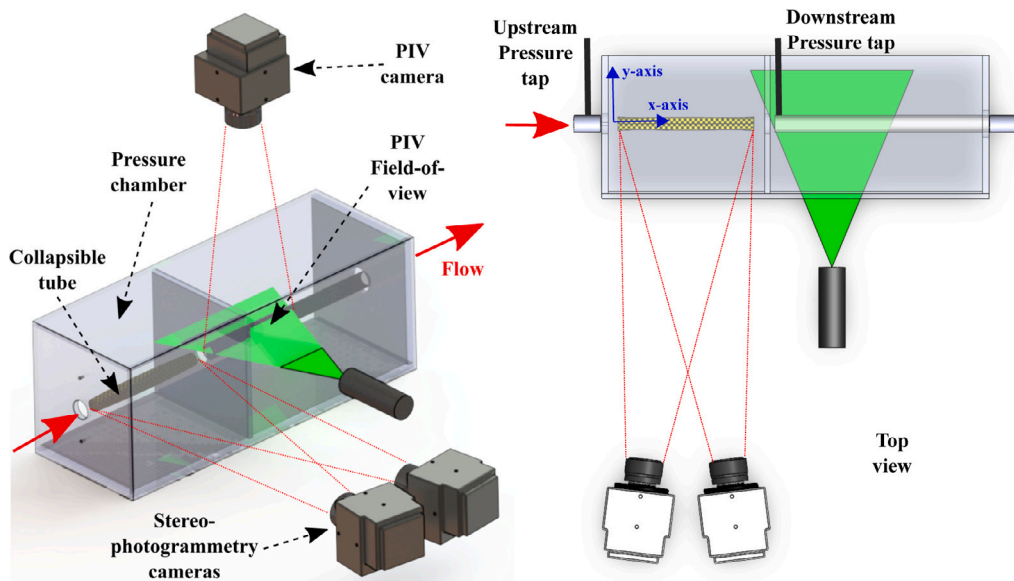 PIV
camera
PIV
Field-of-
view
Pressure
chamber
Collapsible
tube
Flow
Stereo-
photogrammetry
cameras
Upstream
Pressure
tap
Downstream
Pressure tap
y-axis
x-axis
Top
view